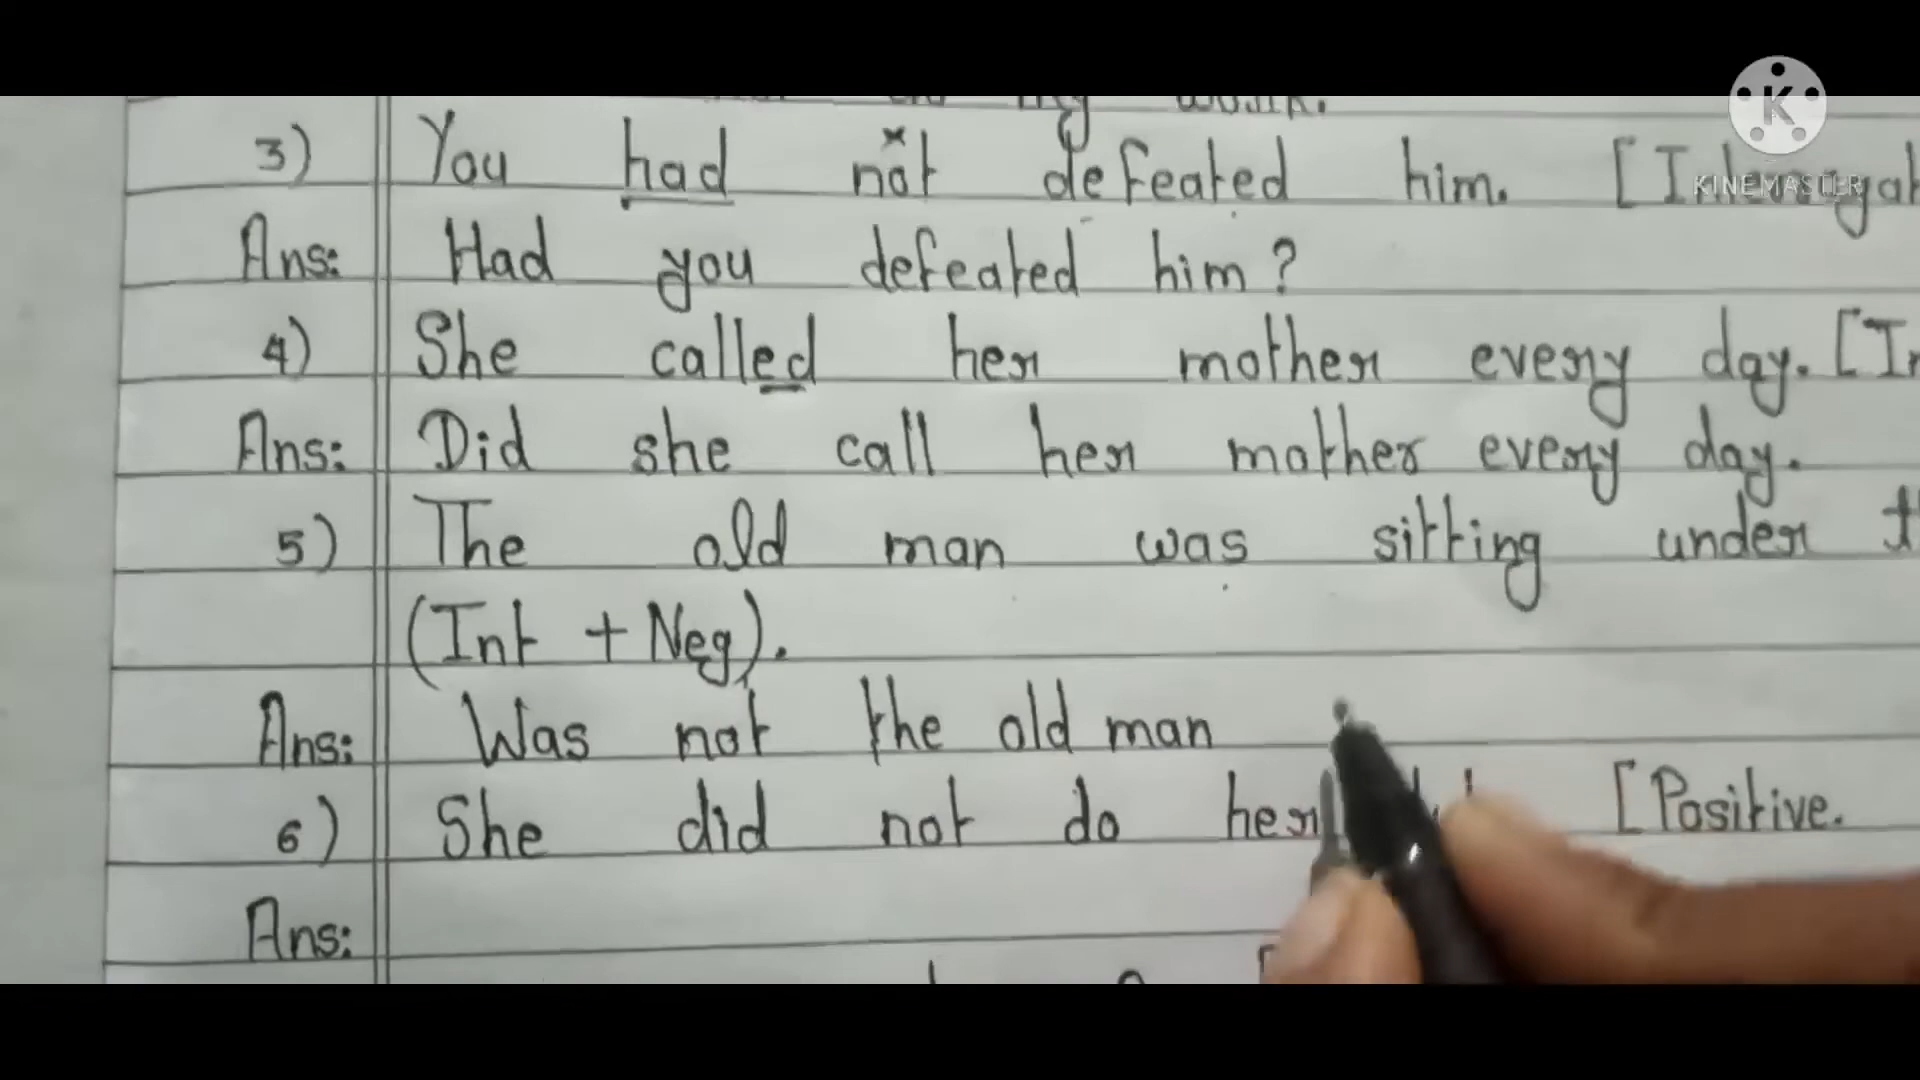 3) You had not defeated him. [
KINEMASTER
Ans: Had you defeated him?
4) She called her mother every day. [In
Ans: Did she call her mother every day.
5) The old man was sitting under
(Int + Neg).
Ans: Was not the old man
6) She did not do her [Positive.
Ans: